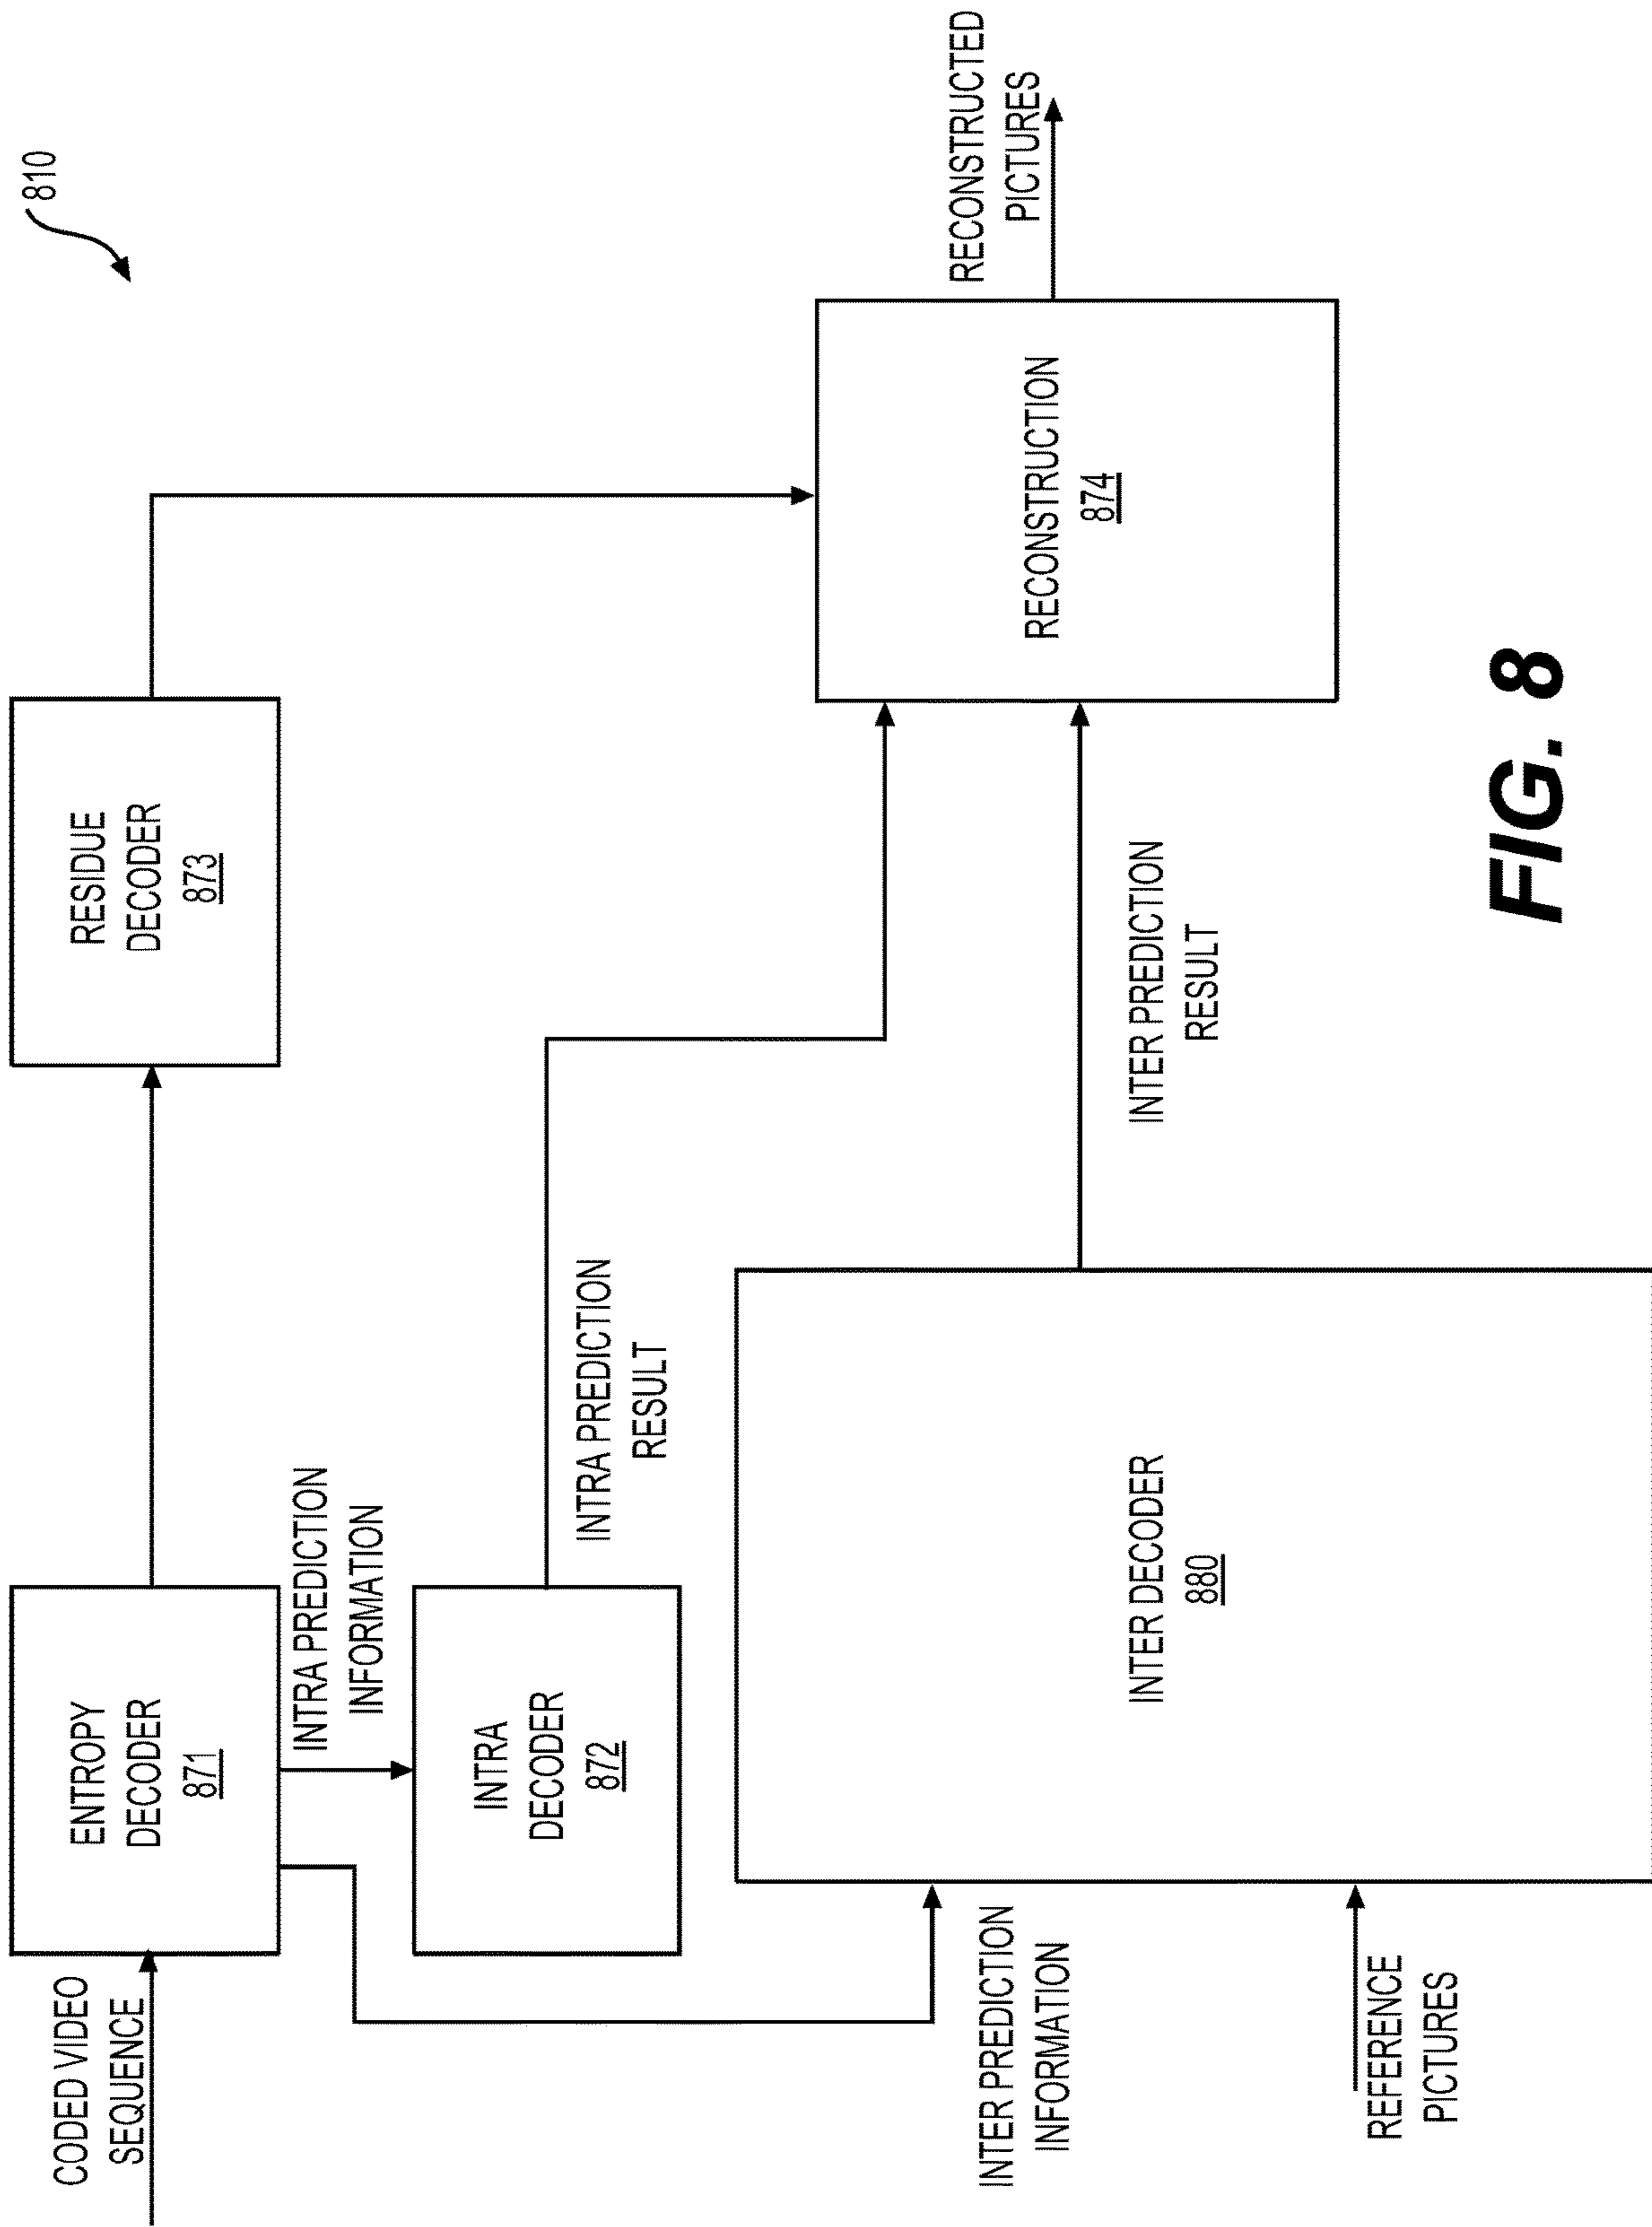 810
CODED VIDEO
SEQUENCE
ENTROPY
DECODER
871
RESIDUE
DECODER
873
INTRA PREDICTION
INFORMATION
INTRA
DECODER
872
INTRA PREDICTION
RESULT
RECONSTRUCTED
PICTURES
RECONSTRUCTION
874
INTER PREDICTION
INFORMATION
INTER DECODER
880
INTER PREDICTION
RESULT
REFERENCE
PICTURES
FIG. 8